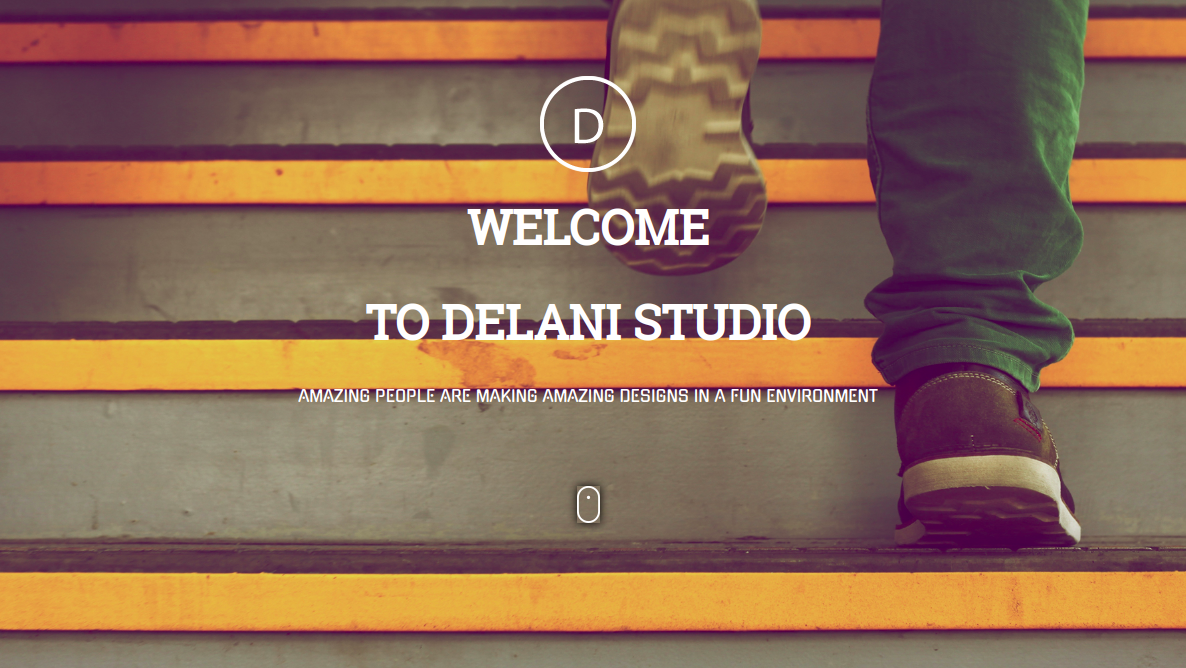 D
WELCOME
TO DELANI STUDIO
AMAZING PEOPLE ARE MAKING AMAZING DESIGNS IN A FUN ENVIRONMENT